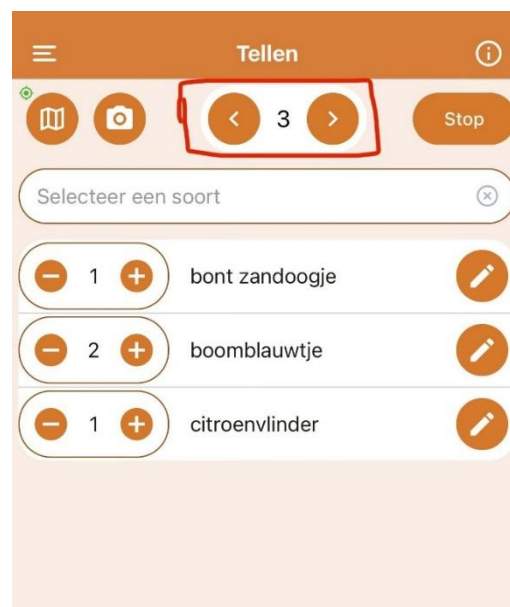 Tellen
3
Stop
Selecteer een soort
1 bont zandoogje
2 boomblauwtje
1 citroenvlinder